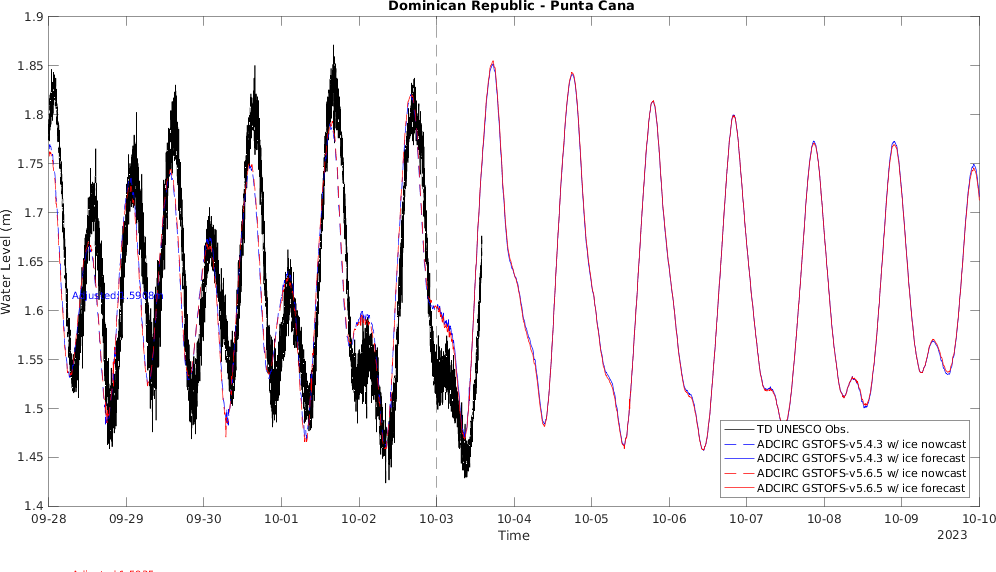 Dominican Republic - Punta Cana
1.9
1.85
1.8
1.75
1.7
1.65
1.6
1.55
1.5
1.45
1.4
Water Level (m)
TD UNESCO Obs.
ADCIRC GSTOFS-v5.4.3 w/ ice nowcast
ADCIRC GSTOFS-v5.4.3 w/ ice forecast
ADCIRC GSTOFS-v5.6.5 w/ ice nowcast
ADCIRC GSTOFS-v5.6.5 w/ ice forecast
09-28 09-29 09-30 10-01 10-02 10-03 10-04 10-05 10-06 10-07 10-08 10-09 10-10
Time
2023